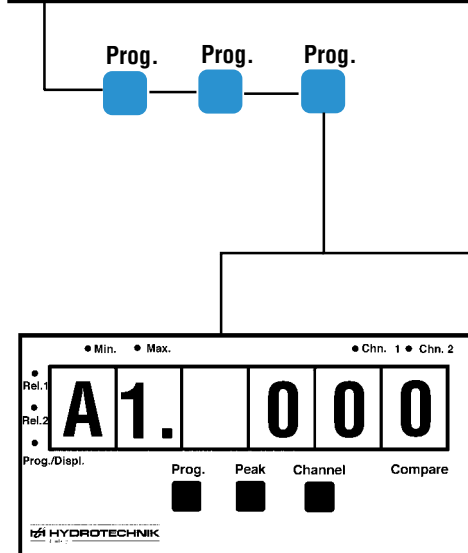 Prog. Prog. Prog.
Min. Max. Chn. 1 Chn. 2
Rel.1
A 1. 0 0 0
Rel.2
Prog./Displ.
Prog. Peak Channel Compare
HYDROTECHNIK